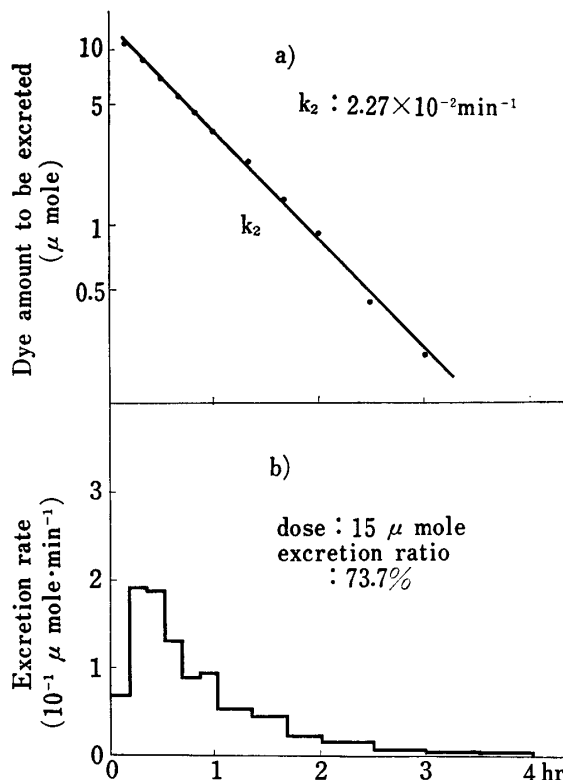 a)
k₂ : 2.27×10⁻²min⁻¹
10
5
1
0.5
k₂
Dye amount to be excreted
(μ mole)
b)
dose : 15 μ mole
excretion ratio
: 73.7%
3
2
1
0
Excretion rate
(10⁻¹ μ mole·min⁻¹)
0 1 2 3 4 hr